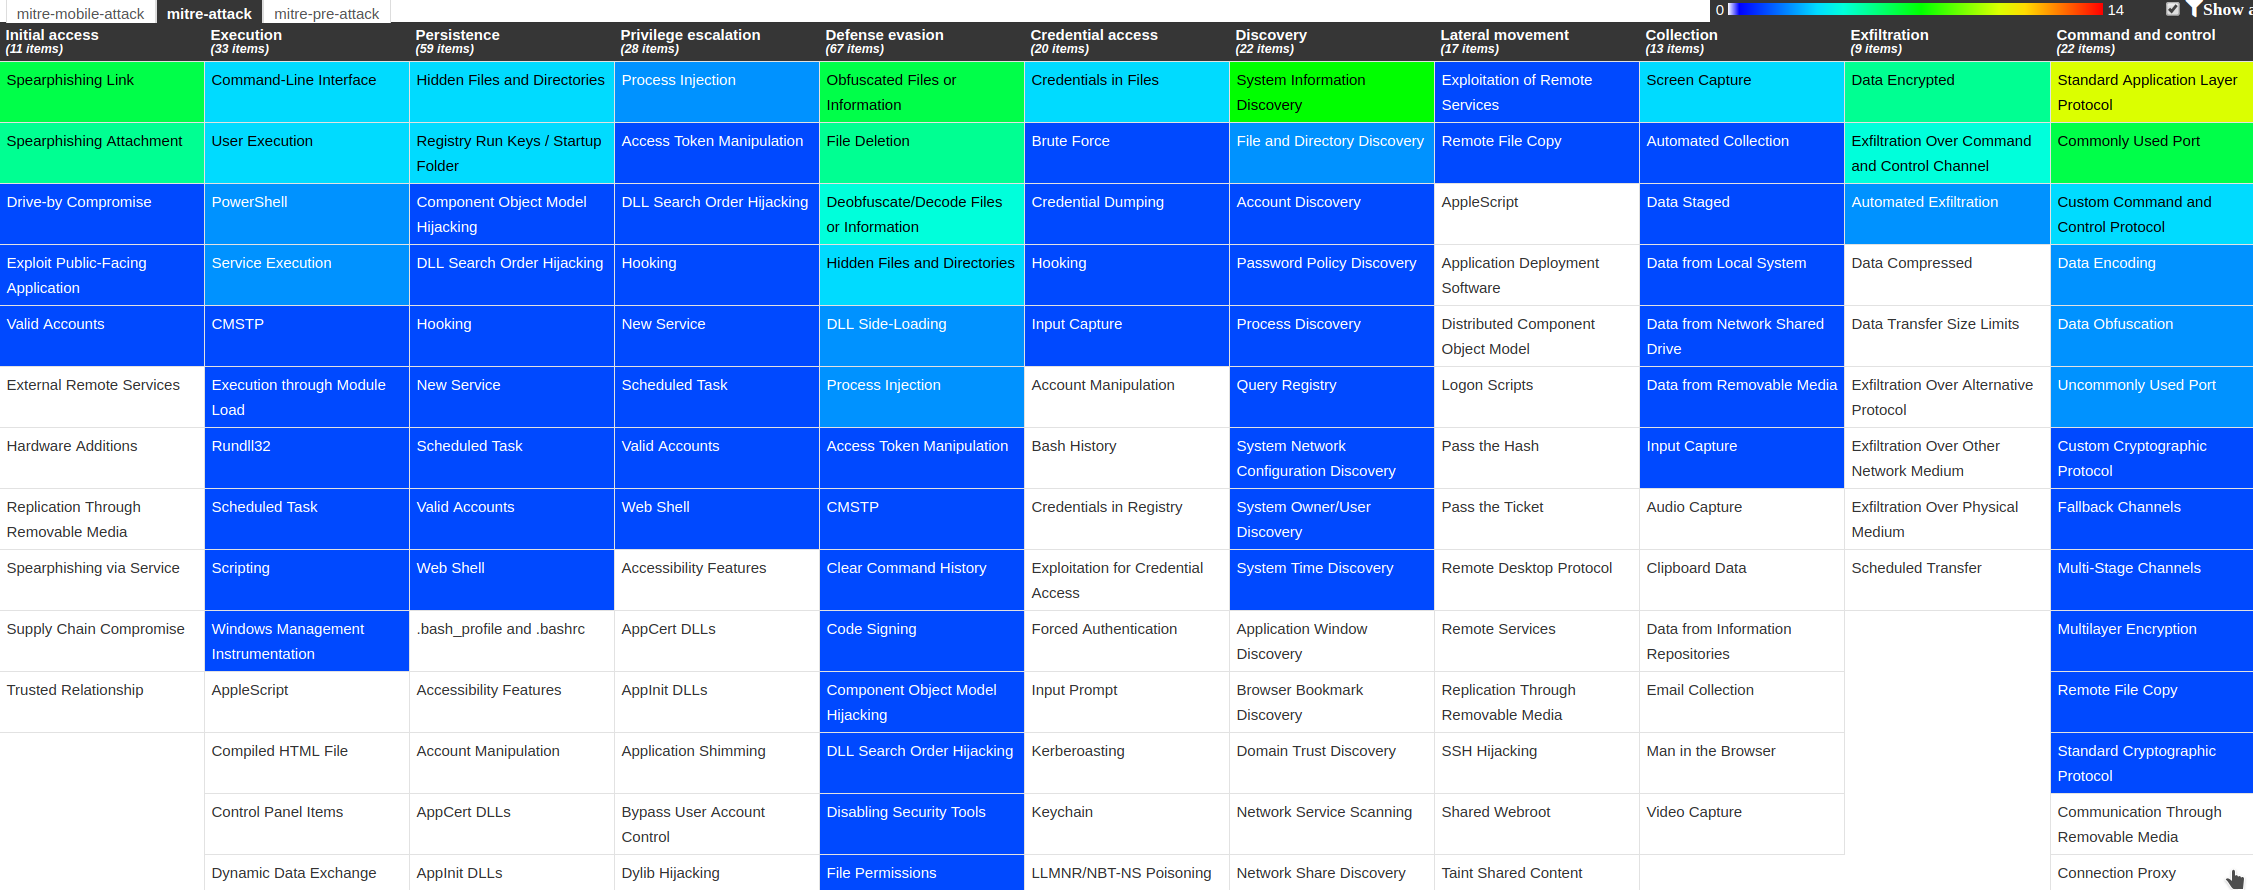 mitre-mobile-attack mitre-attack mitre-pre-attack 0 14 Show a
Initial access Execution Persistence Privilege escalation Defense evasion Credential access Discovery Lateral movement Collection Exfiltration Command and control
(11 items) (33 items) (59 items) (28 items) (67 items) (20 items) (22 items) (17 items) (13 items) (9 items) (22 items)
Spearphishing Link Command-Line Interface Hidden Files and Directories Process Injection Obfuscated Files or Credentials in Files System Information Exploitation of Remote Screen Capture Data Encrypted Standard Application Layer
Information Discovery Services Protocol
Spearphishing Attachment User Execution Registry Run Keys / Startup Access Token Manipulation File Deletion Brute Force File and Directory Discovery Remote File Copy Automated Collection Exfiltration Over Command Commonly Used Port
Folder and Control Channel
Drive-by Compromise PowerShell Component Object Model DLL Search Order Hijacking Deobfuscate/Decode Files Credential Dumping Account Discovery AppleScript Data Staged Automated Exfiltration Custom Command and
Hijacking or Information Control Protocol
Exploit Public-Facing Service Execution DLL Search Order Hijacking Hooking Hidden Files and Directories Hooking Password Policy Discovery Application Deployment Data from Local System Data Compressed Data Encoding
Application Software
Valid Accounts CMSTP Hooking New Service DLL Side-Loading Input Capture Process Discovery Distributed Component Data from Network Shared Data Transfer Size Limits Data Obfuscation
Object Model Drive
External Remote Services Execution through Module New Service Scheduled Task Process Injection Account Manipulation Query Registry Logon Scripts Data from Removable Media Exfiltration Over Alternative Uncommonly Used Port
Load Protocol
Hardware Additions Rundll32 Scheduled Task Valid Accounts Access Token Manipulation Bash History System Network Pass the Hash Input Capture Exfiltration Over Other Custom Cryptographic
Configuration Discovery Network Medium Protocol
Replication Through Scheduled Task Valid Accounts Web Shell CMSTP Credentials in Registry System Owner/User Pass the Ticket Audio Capture Exfiltration Over Physical Fallback Channels
Removable Media Discovery Medium
Spearphishing via Service Scripting Web Shell Accessibility Features Clear Command History Exploitation for Credential System Time Discovery Remote Desktop Protocol Clipboard Data Scheduled Transfer Multi-Stage Channels
Access
Supply Chain Compromise Windows Management .bash_profile and .bashrc AppCert DLLs Code Signing Forced Authentication Application Window Remote Services Data from Information Multilayer Encryption
Instrumentation Discovery Repositories
Trusted Relationship AppleScript Accessibility Features AppInit DLLs Component Object Model Input Prompt Browser Bookmark Replication Through Email Collection Remote File Copy
Hijacking Discovery Removable Media
Compiled HTML File Account Manipulation Application Shimming DLL Search Order Hijacking Kerberoasting Domain Trust Discovery SSH Hijacking Man in the Browser Standard Cryptographic
Protocol
Control Panel Items AppCert DLLs Bypass User Account Disabling Security Tools Keychain Network Service Scanning Shared Webroot Video Capture Communication Through
Control Removable Media
Dynamic Data Exchange AppInit DLLs Dylib Hijacking File Permissions LLMNR/NBT-NS Poisoning Network Share Discovery Taint Shared Content Connection Proxy